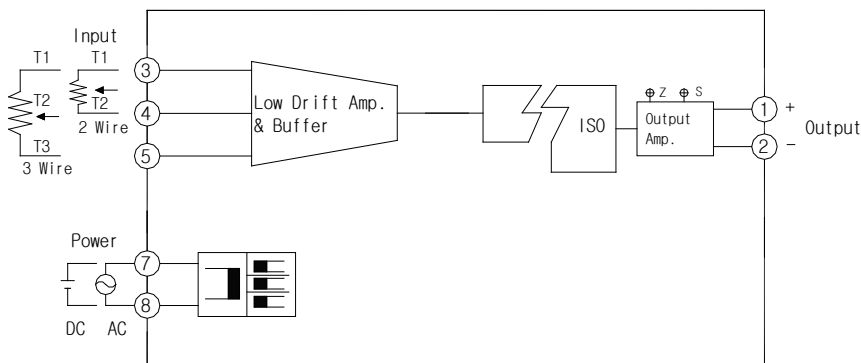 Input
T1
T1
T2
T2
2 Wire
T3
3 Wire
3
4
5
Low Drift Amp.
& Buffer
ISO
Z
S
Output
Amp.
1
+
2
−
Output
Power
7
8
DC
AC